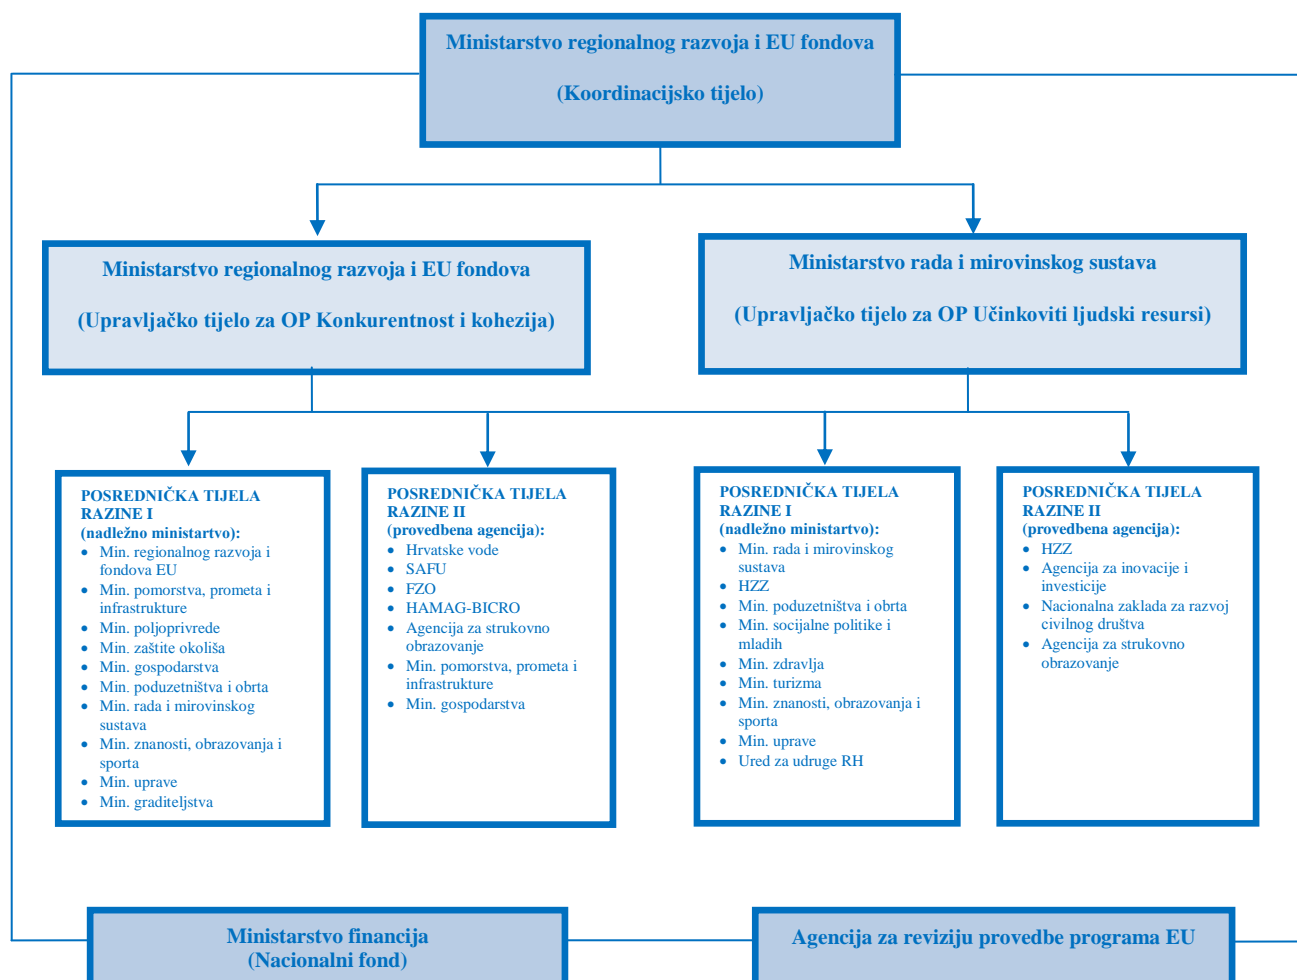 Ministarstvo regionalnog razvoja i EU fondova
(Koordinacijsko tijelo)
Ministarstvo regionalnog razvoja i EU fondova
(Upravljačko tijelo za OP Konkurentnost i kohezija)
Ministarstvo rada i mirovinskog sustava
(Upravljačko tijelo za OP Učinkoviti ljudski resursi)
POSREDNIČKA TIJELA
RAZINE I
(nadležno ministartvo):
• Min. regionalnog razvoja i
fondova EU
• Min. pomorstva, prometa i
infrastrukture
• Min. poljoprivrede
• Min. zaštite okoliša
• Min. gospodarstva
• Min. poduzetništva i obrta
• Min. rada i mirovinskog
sustava
• Min. znanosti, obrazovanja i
sporta
• Min. uprave
• Min. graditeljstva
POSREDNIČKA TIJELA
RAZINE II
(provedbena agencija):
• Hrvatske vode
• SAFU
• FZO
• HAMAG-BICRO
• Agencija za strukovno
obrazovanje
• Min. pomorstva, prometa i
infrastrukture
• Min. gospodarstva
POSREDNIČKA TIJELA
RAZINE I
(nadležno ministartvo):
• Min. rada i mirovinskog
sustava
• HZZ
• Min. poduzetništva i obrta
• Min. socijalne politike i
mladih
• Min. zdravlja
• Min. turizma
• Min. znanosti, obrazovanja i
sporta
• Min. uprave
• Ured za udruge RH
POSREDNIČKA TIJELA
RAZINE II
(provedbena agencija):
• HZZ
• Agencija za inovacije i
investicije
• Nacionalna zaklada za razvoj
civilnog društva
• Agencija za strukovno
obrazovanje
Ministarstvo financija
(Nacionalni fond)
Agencija za reviziju provedbe programa EU